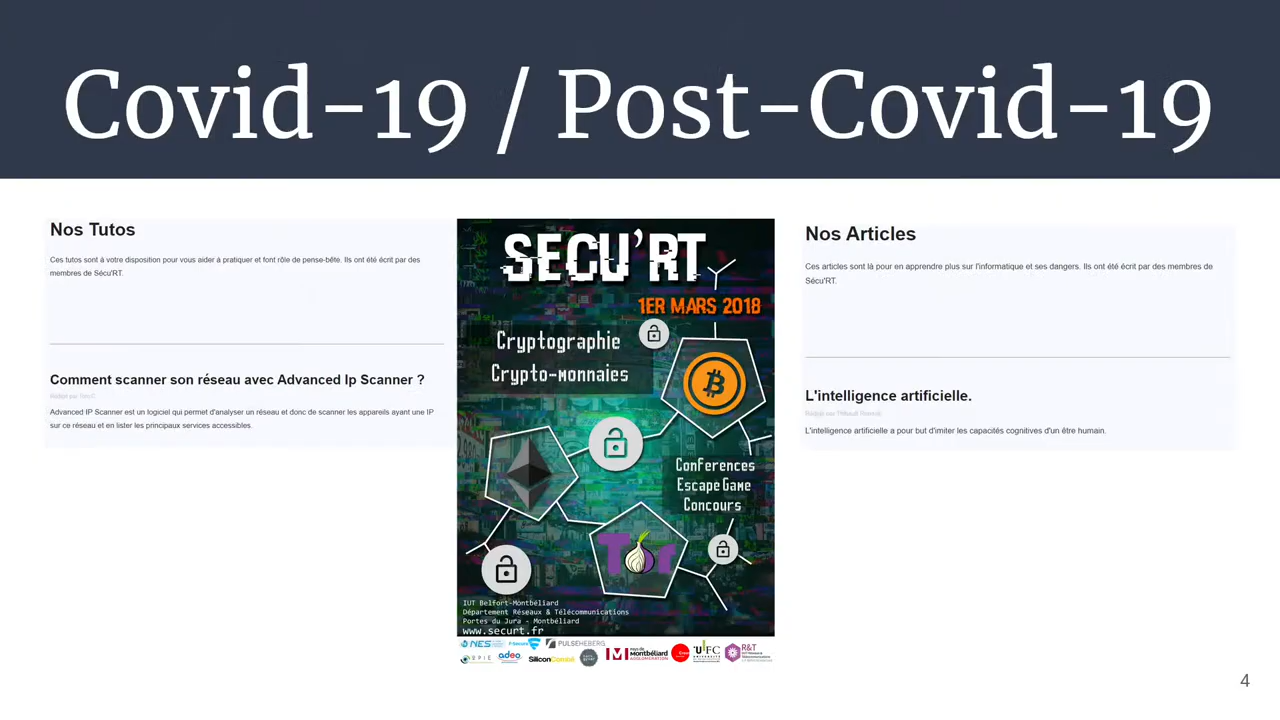 Covid-19 / Post-Covid-19
Nos Tutos
Ces tutos sont à votre disposition pour vous aider à pratiquer et font rôle de pense-bête. Ils ont été écrit par des
membres de Sécu'RT.
Comment scanner son réseau avec Advanced Ip Scanner ?
Advanced IP Scanner est un logiciel qui permet d'analyser un réseau et donc de scanner les appareils ayant une IP
sur ce réseau et en lister les principaux services accessibles.
SECU'RT
1ER MARS 2018
Cryptographie
Crypto-monnaies
Conferences
Escape Game
Concours
Tor
IUT Belfort-Montbéliard
Département Réseaux & Télécommunications
Portes du Jura - Montbéliard
www.securt.fr
NES
F-Secure
PULSEHEBERG
adeo
SiliconComté
pays de
Montbéliard
AGGLOMERATION
UFC
R&T
Nos Articles
Ces articles sont là pour en apprendre plus sur l'informatique et ses dangers. Ils ont été écrit par des membres de
Sécu'RT.
L'intelligence artificielle.
L'intelligence artificielle a pour but d'imiter les capacités cognitives d'un être humain.
4